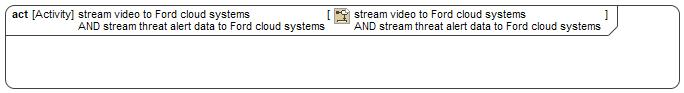 act [Activity] stream video to Ford cloud systems [ stream video to Ford cloud systems ]
AND stream threat alert data to Ford cloud systems AND stream threat alert data to Ford cloud systems